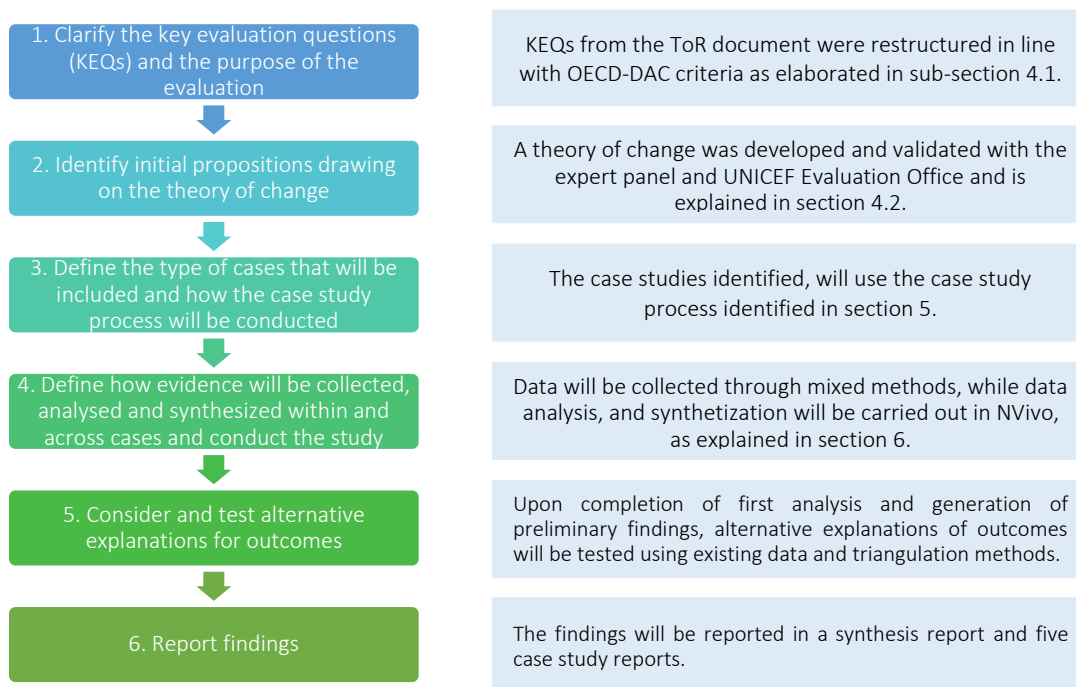 1. Clarify the key evaluation questions
(KEQs) and the purpose of the
evaluation
KEQs from the ToR document were restructured in line
with OECD-DAC criteria as elaborated in sub-section 4.1.
2. Identify initial propositions drawing
on the theory of change
A theory of change was developed and validated with the
expert panel and UNICEF Evaluation Office and is
explained in section 4.2.
3. Define the type of cases that will be
included and how the case study
process will be conducted
The case studies identified, will use the case study
process identified in section 5.
4. Define how evidence will be collected,
analysed and synthesized within and
across cases and conduct the study
Data will be collected through mixed methods, while data
analysis, and synthetization will be carried out in NVivo,
as explained in section 6.
5. Consider and test alternative
explanations for outcomes
Upon completion of first analysis and generation of
preliminary findings, alternative explanations of outcomes
will be tested using existing data and triangulation methods.
6. Report findings
The findings will be reported in a synthesis report and five
case study reports.